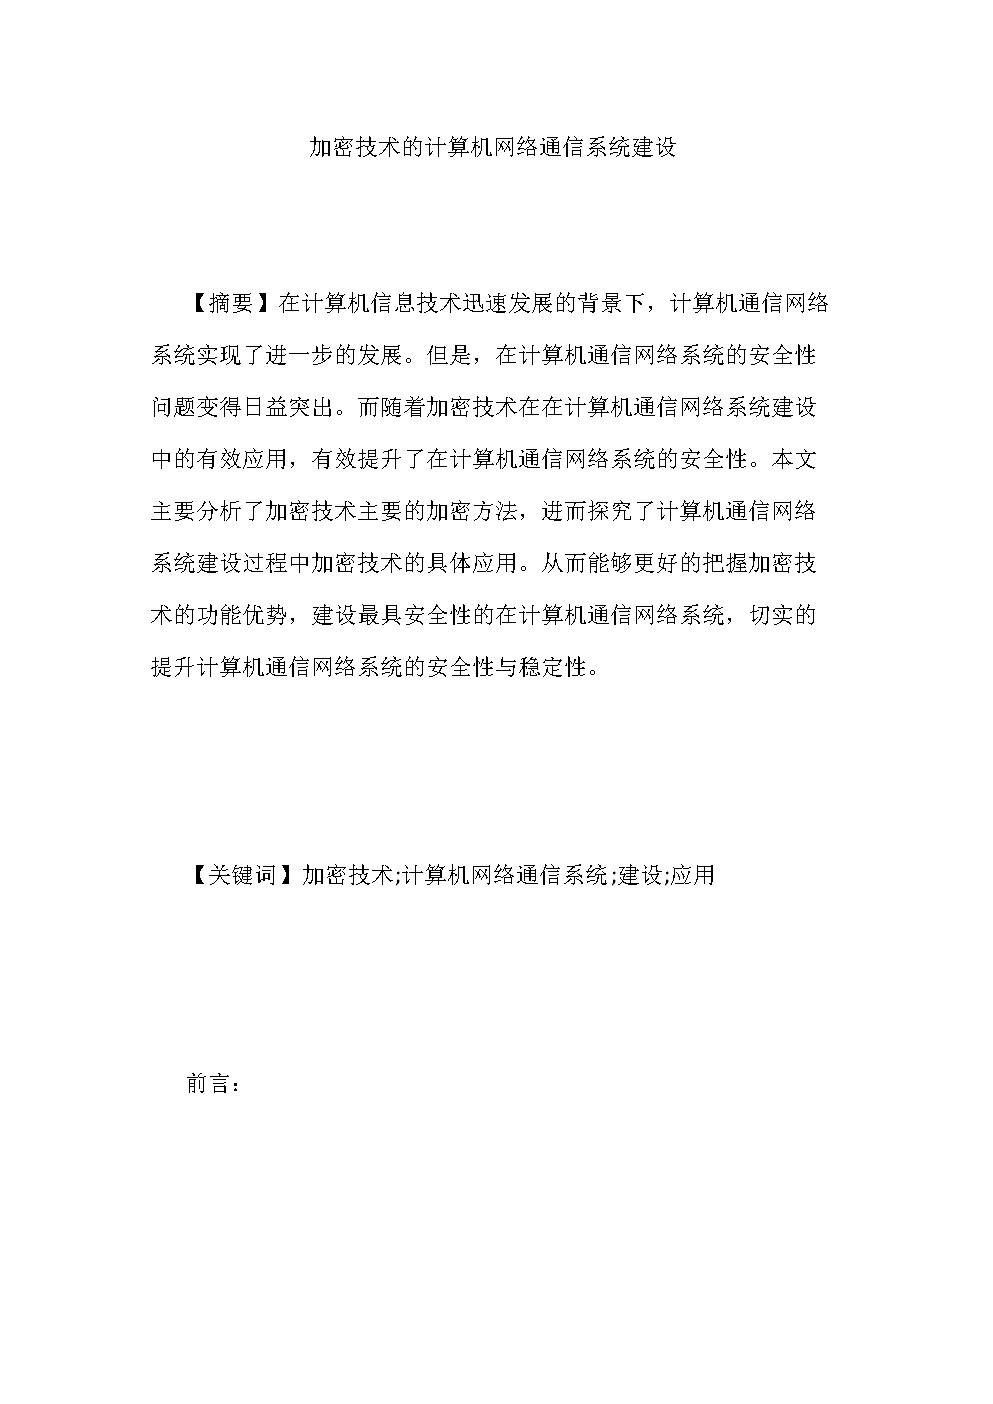 加密技术的计算机网络通信系统建设
【摘要】在计算机信息技术迅速发展的背景下，计算机通信网络
系统实现了进一步的发展。但是，在计算机通信网络系统的安全性
问题变得日益突出。而随着加密技术在在计算机通信网络系统建设
中的有效应用，有效提升了在计算机通信网络系统的安全性。本文
主要分析了加密技术主要的加密方法，进而探究了计算机通信网络
系统建设过程中加密技术的具体应用。从而能够更好的把握加密技
术的功能优势，建设最具安全性的在计算机通信网络系统，切实的
提升计算机通信网络系统的安全性与稳定性。
【关键词】加密技术;计算机网络通信系统;建设;应用
前言：